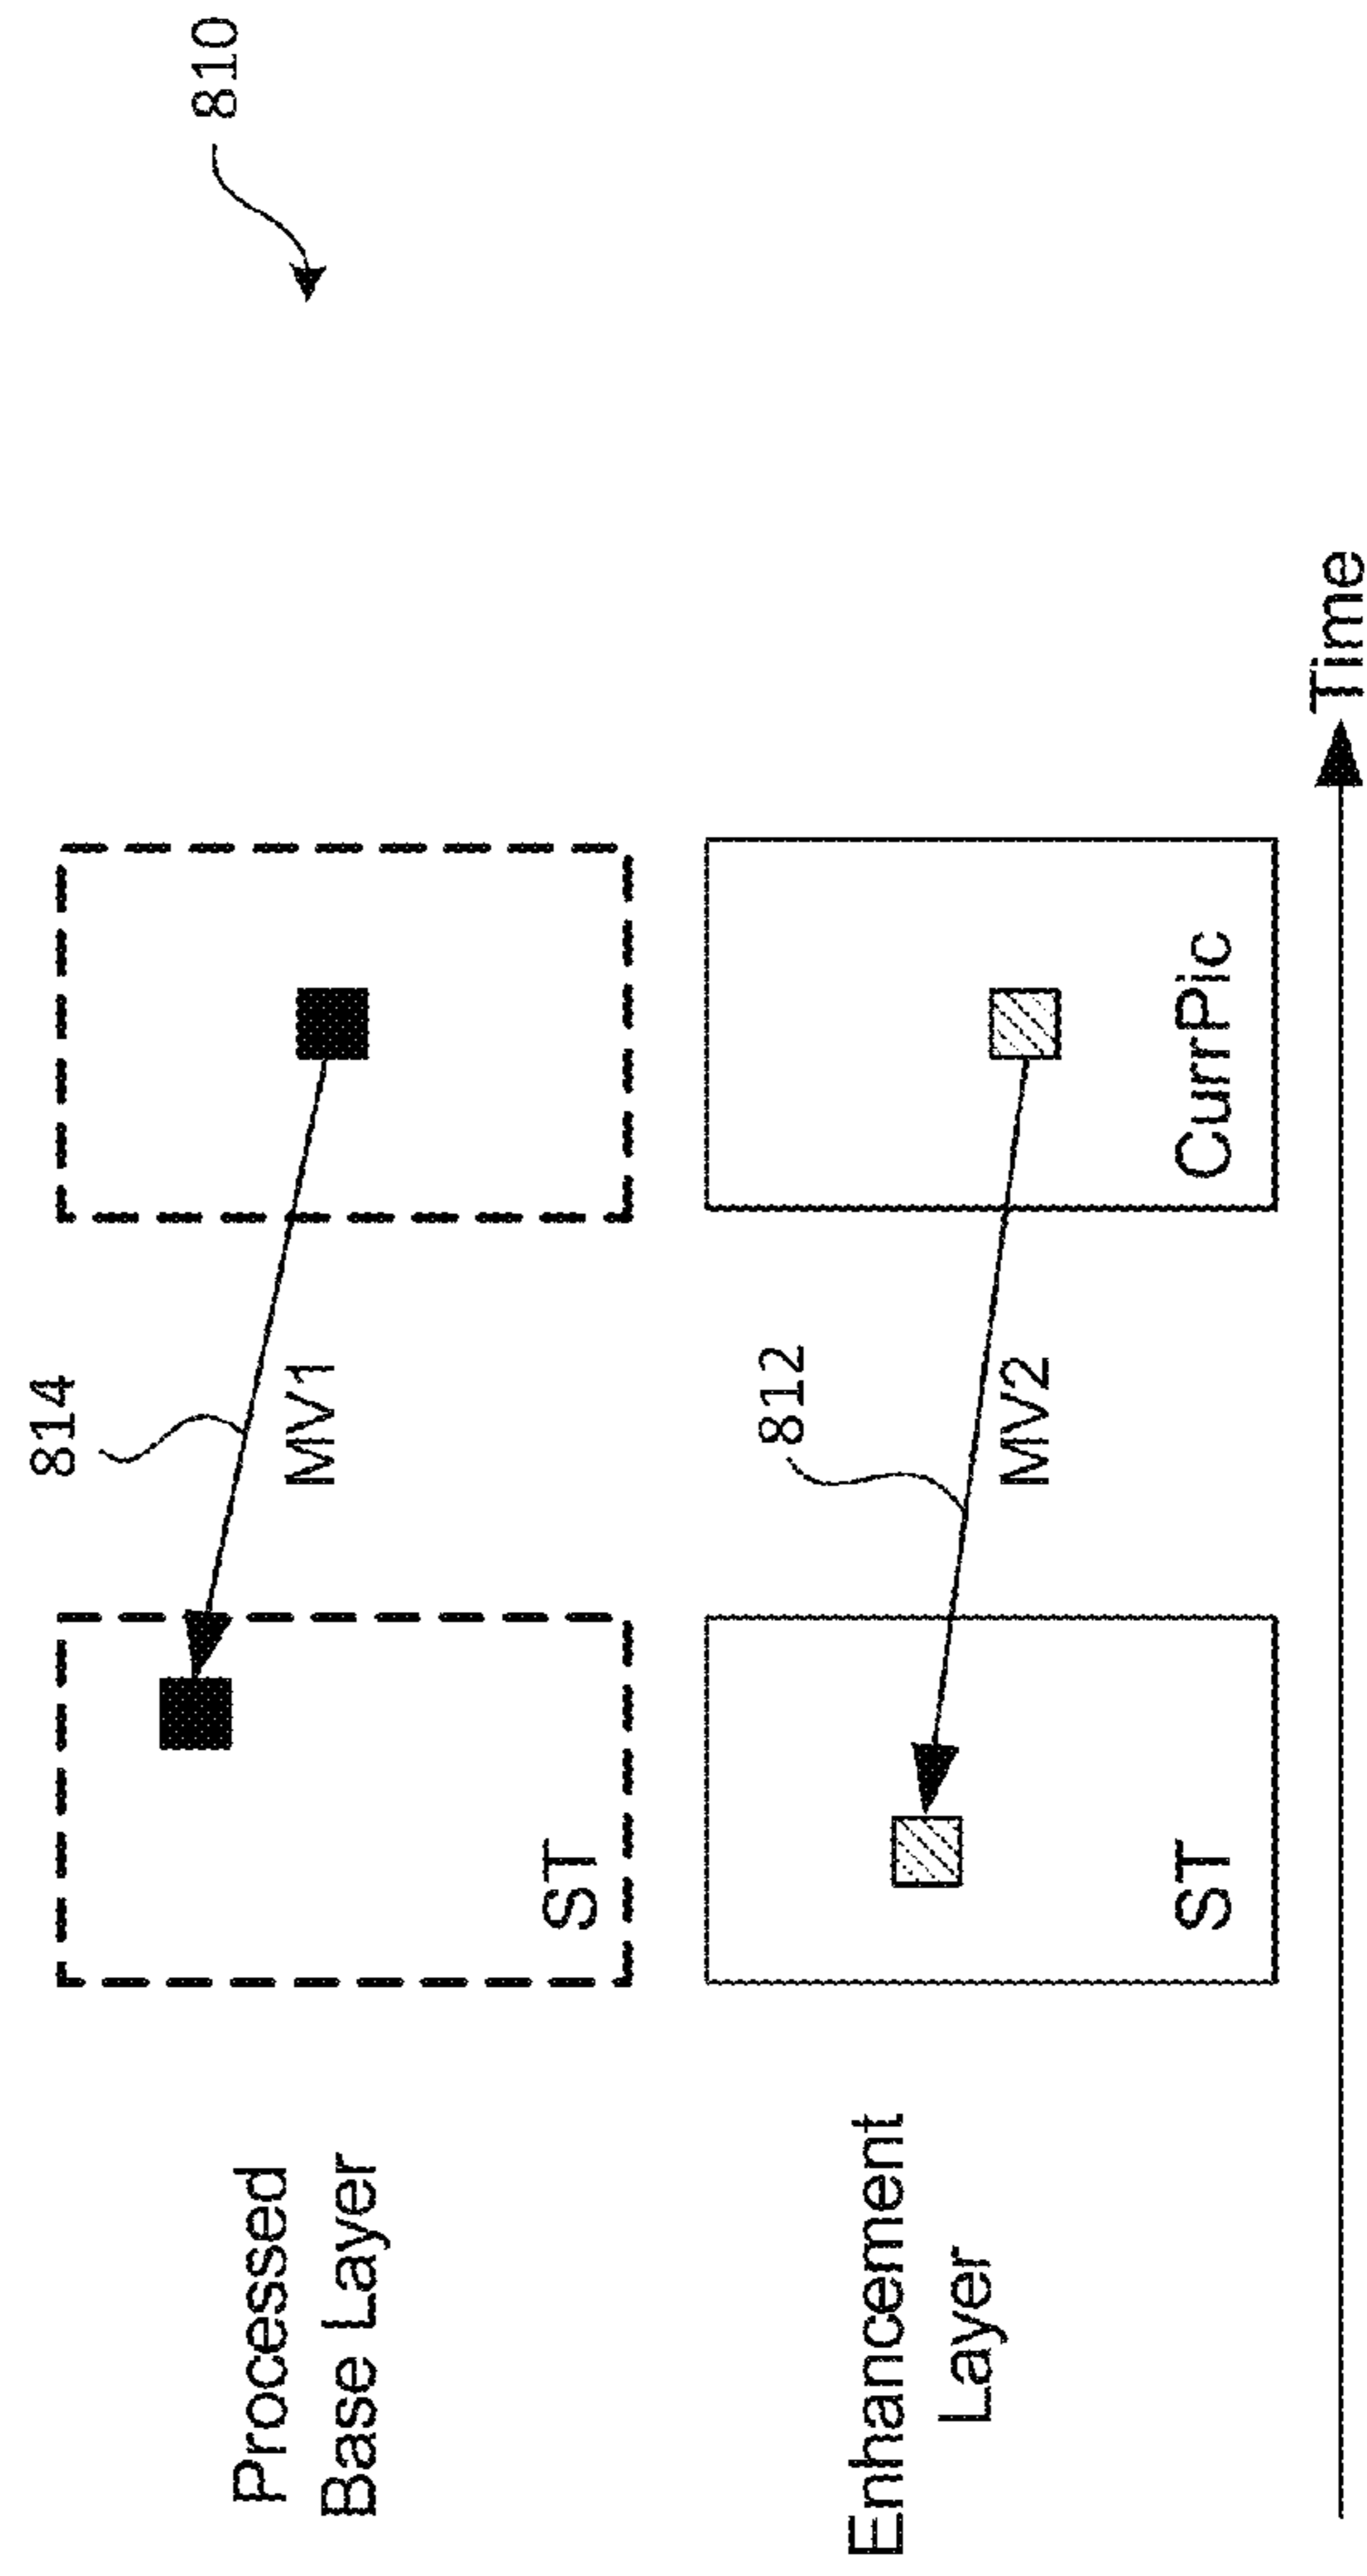 810
814
Processed
Base Layer
MV1
ST
812
Enhancement
Layer
MV2
ST
CurrPic
Time